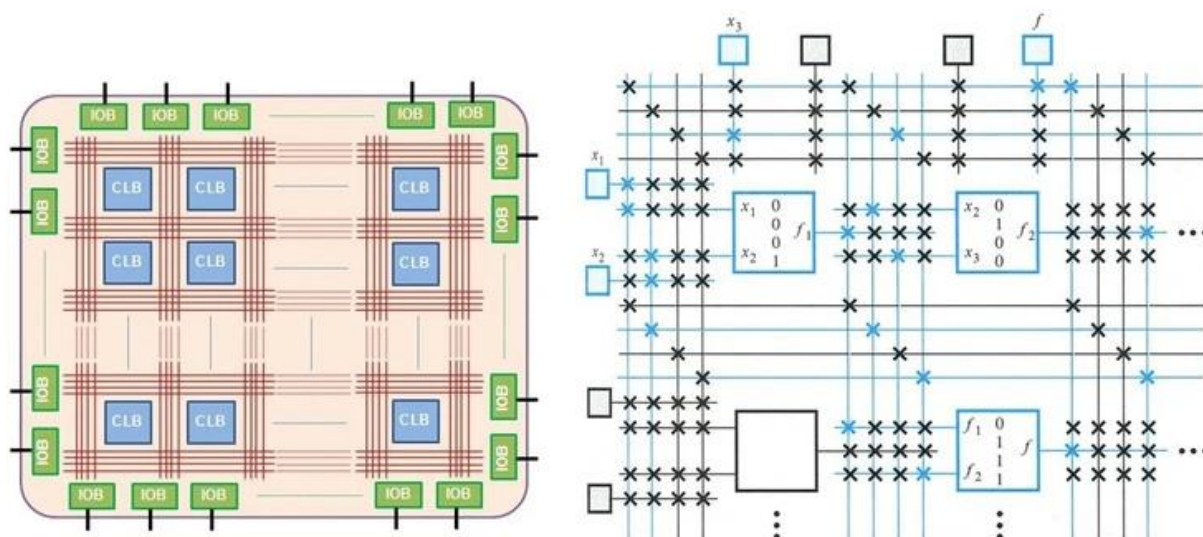 IOB IOB IOB IOB IOB
IOB IOB
CLB CLB CLB
IOB IOB
CLB CLB CLB
IOB IOB
CLB CLB CLB
IOB IOB
IOB IOB IOB IOB IOB
x₃ f
x₁
x₁ 0
0
0
x₂ 1
f₁
x₂ 0
1
0
x₃ 0
f₂
x₂
f₁ 0
1
1
f₂ 1
f